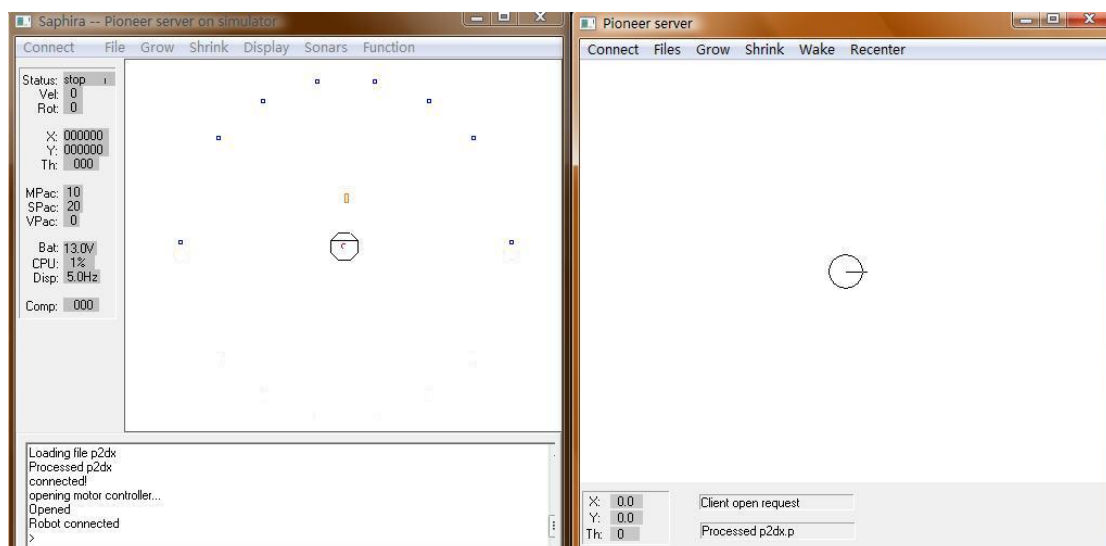 Saphira -- Pioneer server on simulator
Connect File Grow Shrink Display Sonars Function
Status: stop
Vel: 0
Rot: 0
X: 000000
Y: 000000
Th: 000
MPac: 10
SPac: 20
VPac: 0
Bat: 13.0V
CPU: 1%
Disp: 5.0Hz
Comp: 000
Loading file p2dx
Processed p2dx
connected!
opening motor controller...
Opened
Robot connected
>
Pioneer server
Connect Files Grow Shrink Wake Recenter
X: 0.0
Y: 0.0
Th: 0
Client open request
Processed p2dx.p